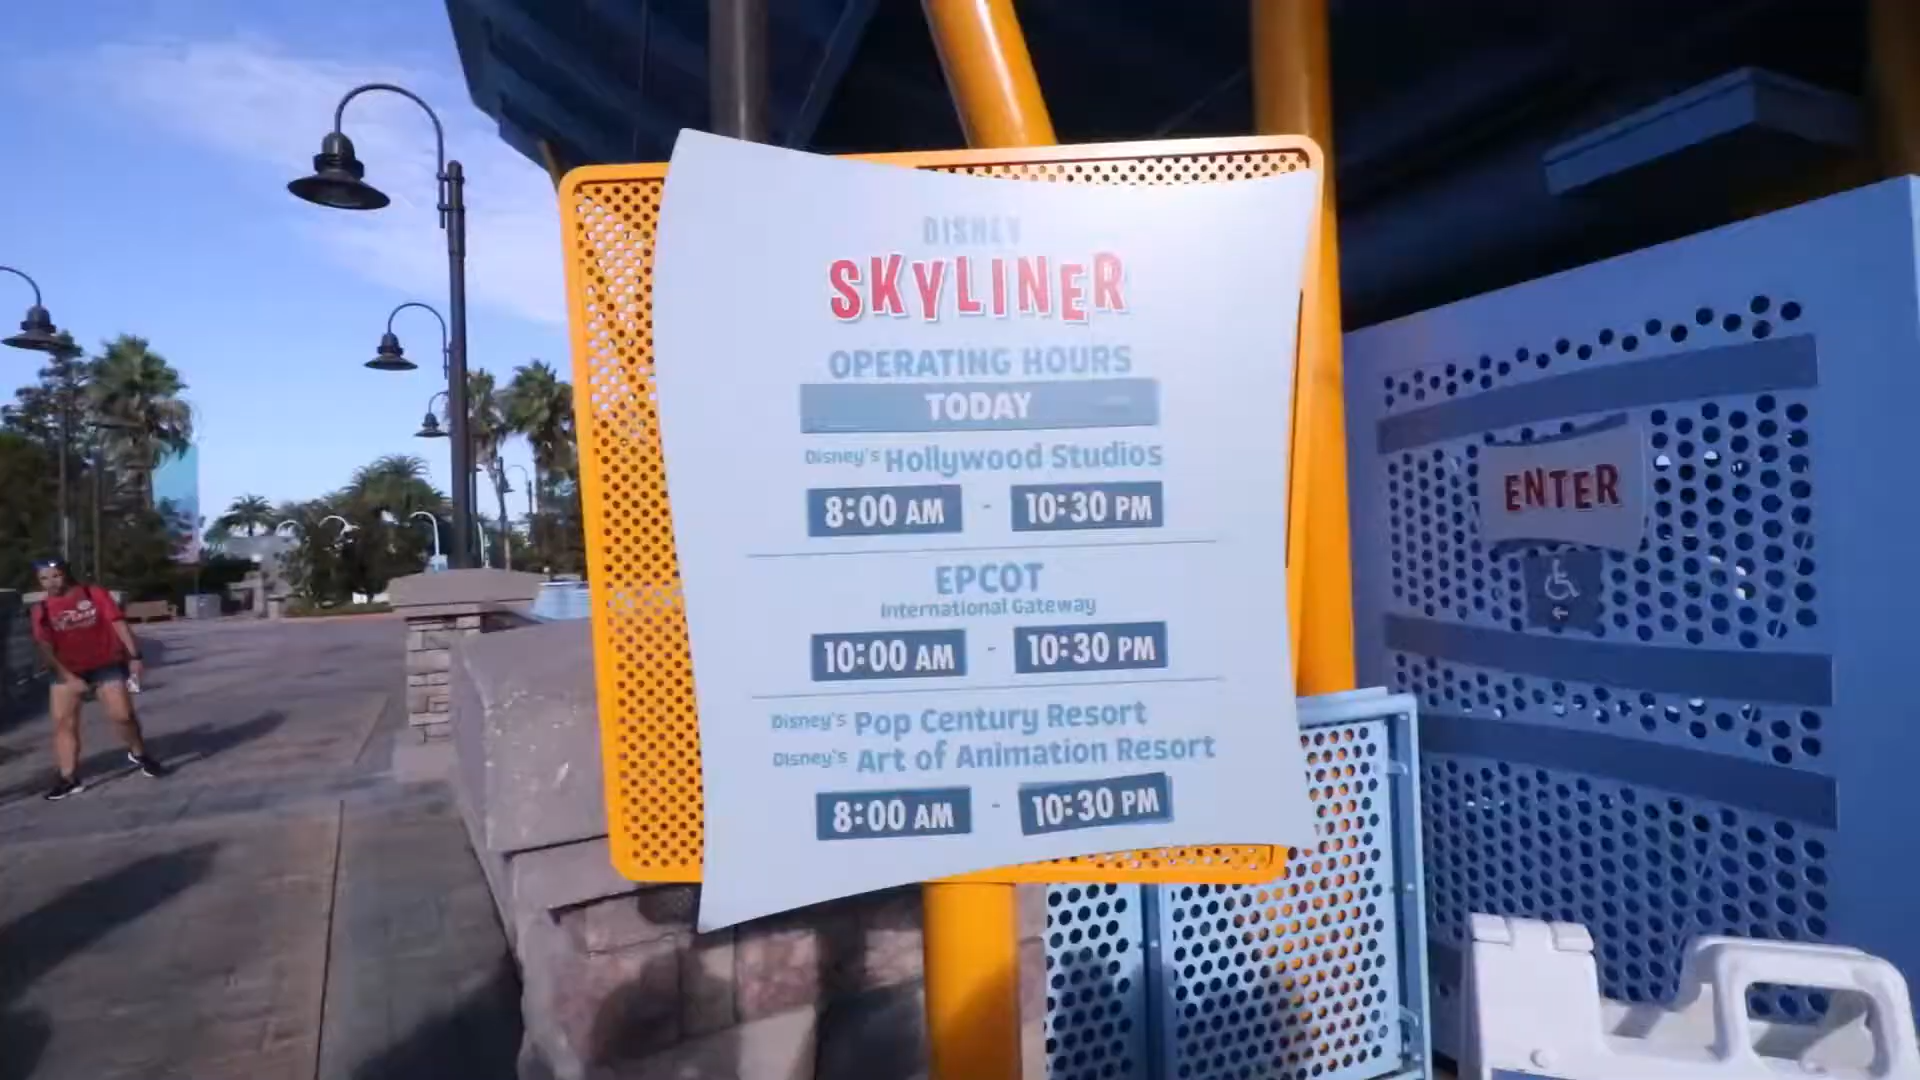 DISNEY
SKYLINER
OPERATING HOURS
TODAY
Disney's Hollywood Studios
8:00 AM - 10:30 PM
EPCOT
International Gateway
10:00 AM - 10:30 PM
Disney's Pop Century Resort
Disney's Art of Animation Resort
8:00 AM - 10:30 PM
ENTER